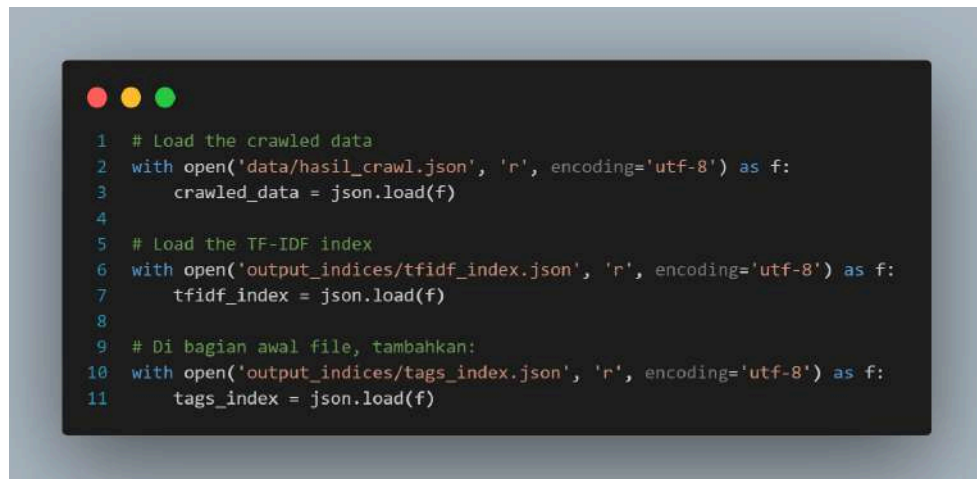 1 # Load the crawled data
2 with open('data/hasil_crawl.json', 'r', encoding='utf-8') as f:
3     crawled_data = json.load(f)
4
5 # Load the TF-IDF index
6 with open('output_indices/tfidf_index.json', 'r', encoding='utf-8') as f:
7     tfidf_index = json.load(f)
8
9 # Di bagian awal file, tambahkan:
10 with open('output_indices/tags_index.json', 'r', encoding='utf-8') as f:
11     tags_index = json.load(f)